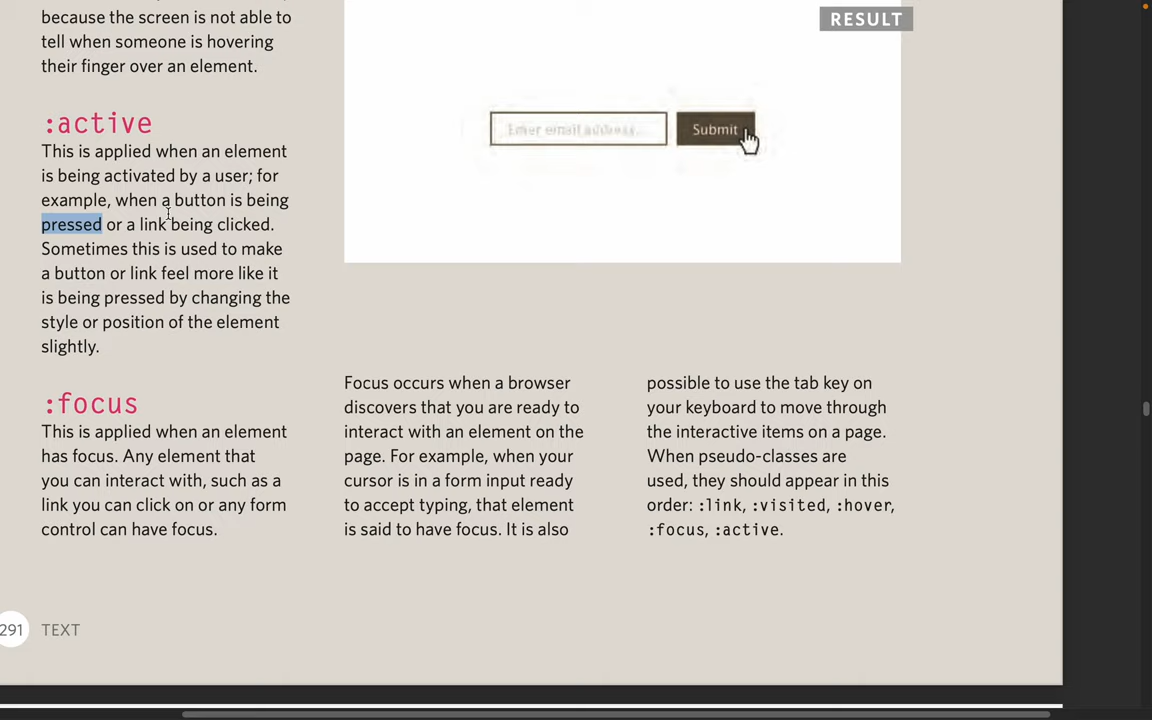 because the screen is not able to
tell when someone is hovering
their finger over an element.
:active
This is applied when an element
is being activated by a user; for
example, when a button is being
pressed or a link being clicked.
Sometimes this is used to make
a button or link feel more like it
is being pressed by changing the
style or position of the element
slightly.
:focus
This is applied when an element
has focus. Any element that
you can interact with, such as a
link you can click on or any form
control can have focus.
RESULT
Enter email address...
Submit
Focus occurs when a browser
discovers that you are ready to
interact with an element on the
page. For example, when your
cursor is in a form input ready
to accept typing, that element
is said to have focus. It is also
possible to use the tab key on
your keyboard to move through
the interactive items on a page.
When pseudo-classes are
used, they should appear in this
order: :link, :visited, :hover,
:focus, :active.
291 TEXT